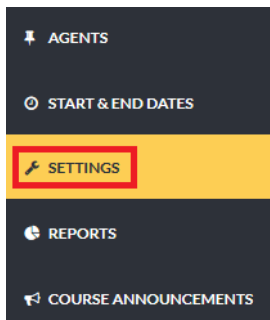 AGENTS
START & END DATES
SETTINGS
REPORTS
COURSE ANNOUNCEMENTS